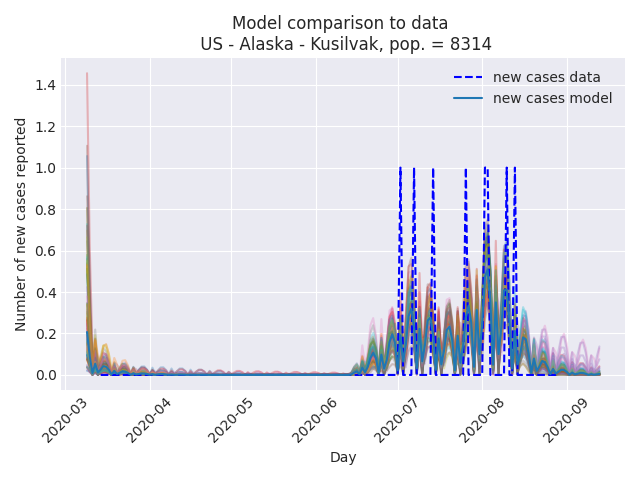 Model comparison to data
US - Alaska - Kusilvak, pop. = 8314
new cases data
new cases model
Number of new cases reported
1.4
1.2
1.0
0.8
0.6
0.4
0.2
0.0
2020-03
2020-04
2020-05
2020-06
2020-07
2020-08
2020-09
Day